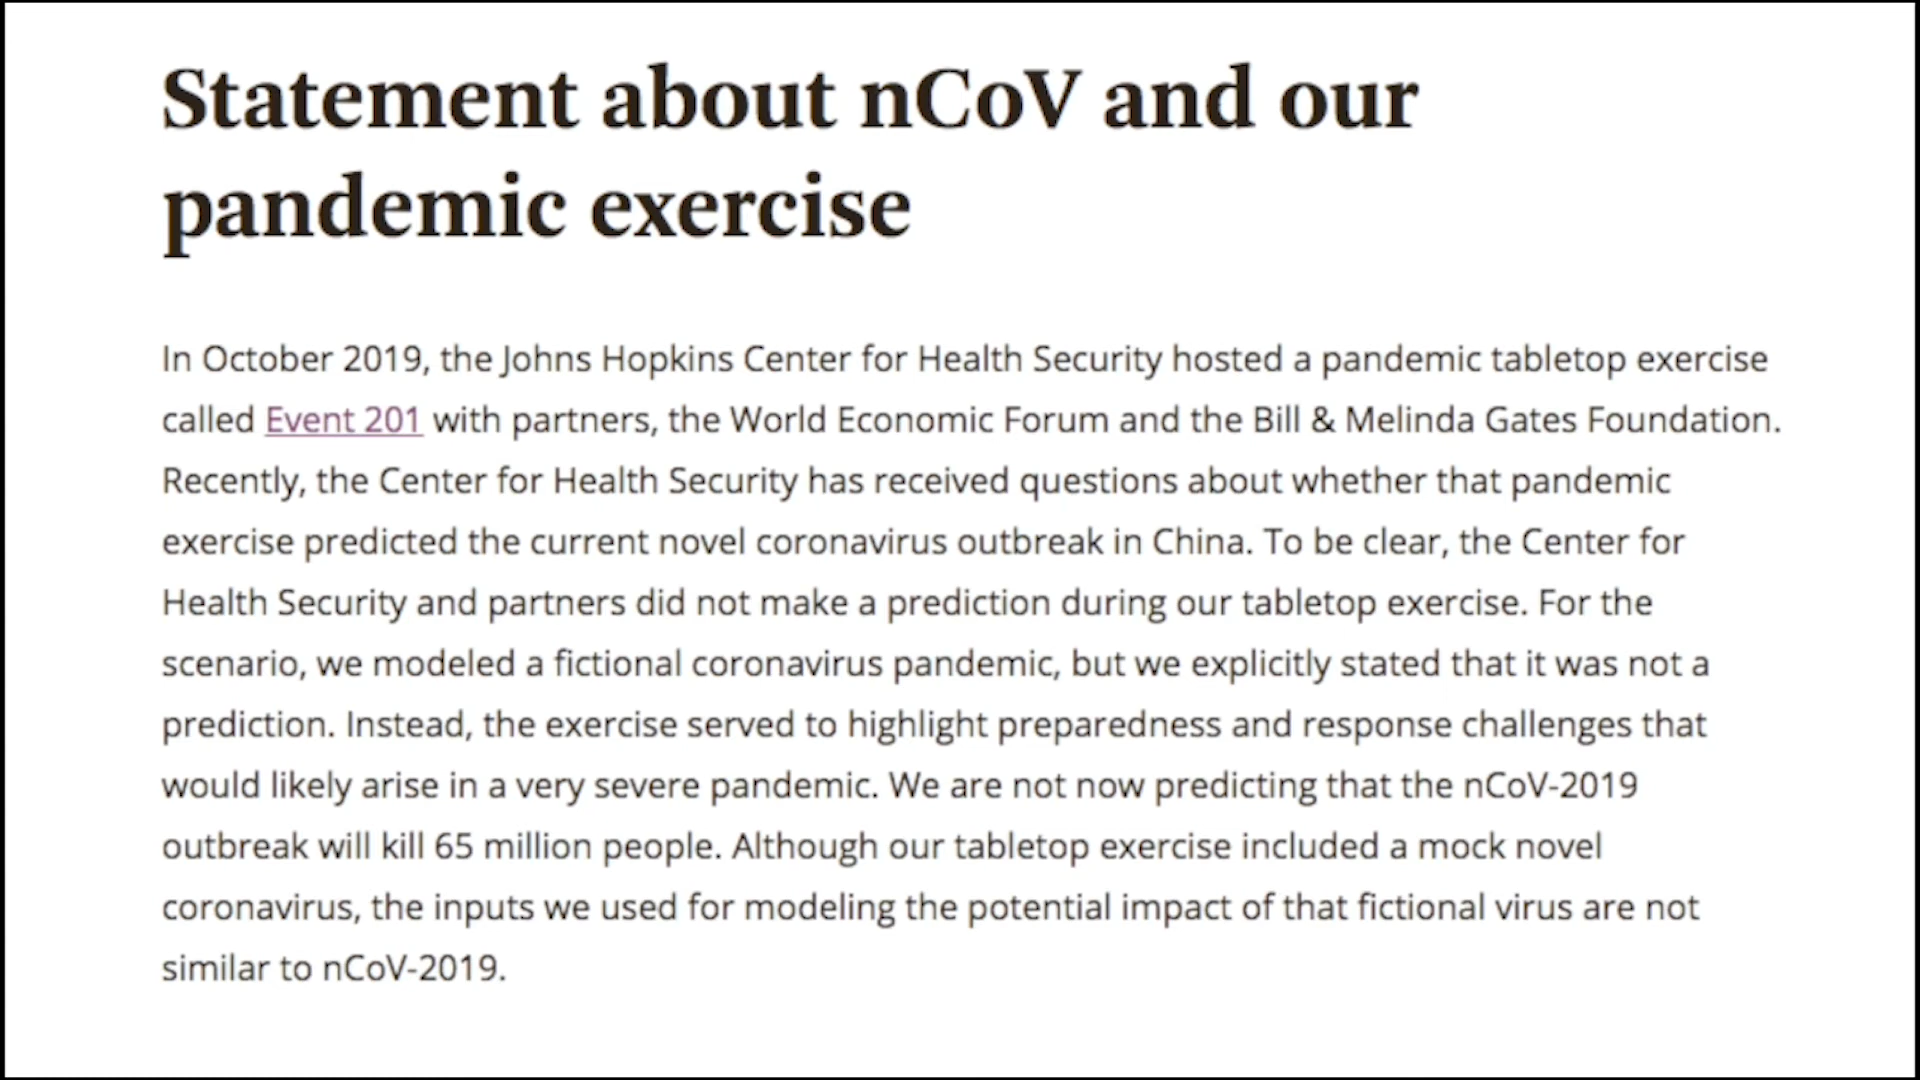 Statement about nCoV and our
pandemic exercise
In October 2019, the Johns Hopkins Center for Health Security hosted a pandemic tabletop exercise
called Event 201 with partners, the World Economic Forum and the Bill & Melinda Gates Foundation.
Recently, the Center for Health Security has received questions about whether that pandemic
exercise predicted the current novel coronavirus outbreak in China. To be clear, the Center for
Health Security and partners did not make a prediction during our tabletop exercise. For the
scenario, we modeled a fictional coronavirus pandemic, but we explicitly stated that it was not a
prediction. Instead, the exercise served to highlight preparedness and response challenges that
would likely arise in a very severe pandemic. We are not now predicting that the nCoV-2019
outbreak will kill 65 million people. Although our tabletop exercise included a mock novel
coronavirus, the inputs we used for modeling the potential impact of that fictional virus are not
similar to nCoV-2019.